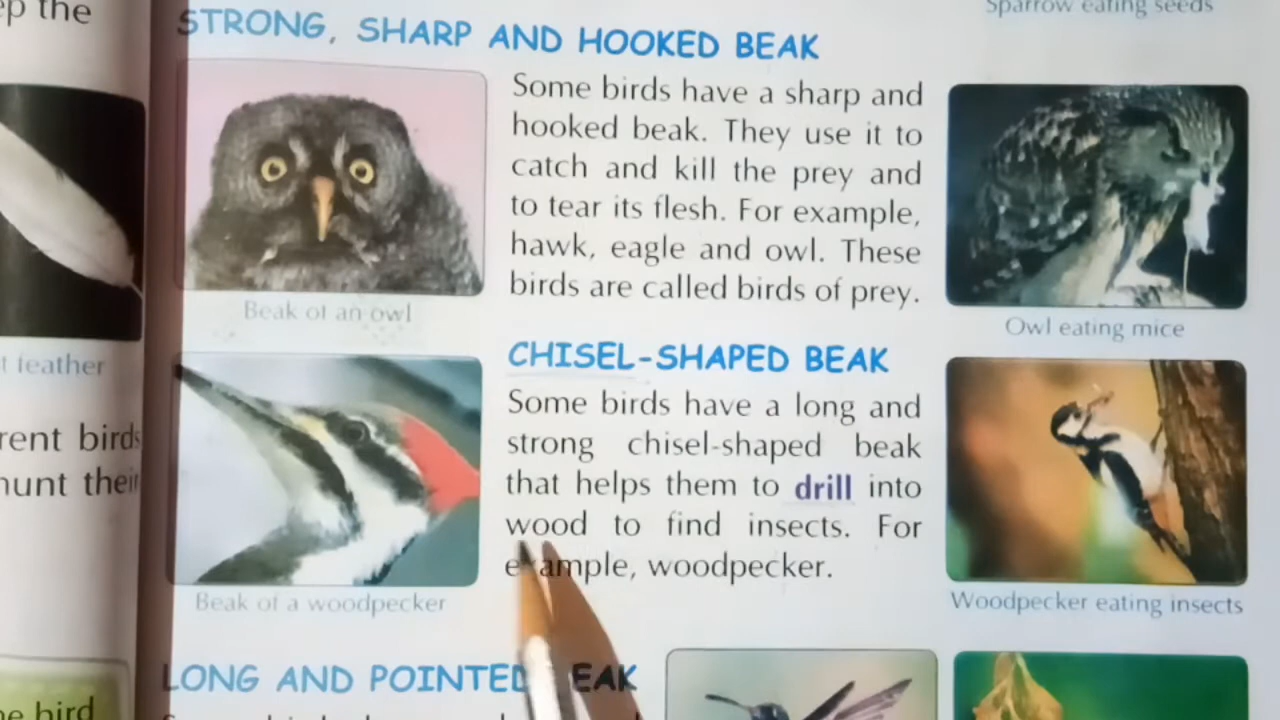 ep the
t feather
rent birds
hunt their
he bird
Sparrow eating seeds
STRONG, SHARP AND HOOKED BEAK
Some birds have a sharp and
hooked beak. They use it to
catch and kill the prey and
to tear its flesh. For example,
hawk, eagle and owl. These
birds are called birds of prey.
Beak of an owl
Owl eating mice
CHISEL-SHAPED BEAK
Some birds have a long and
strong chisel-shaped beak
that helps them to drill into
wood to find insects. For
example, woodpecker.
Beak of a woodpecker
Woodpecker eating insects
LONG AND POINTED BEAK